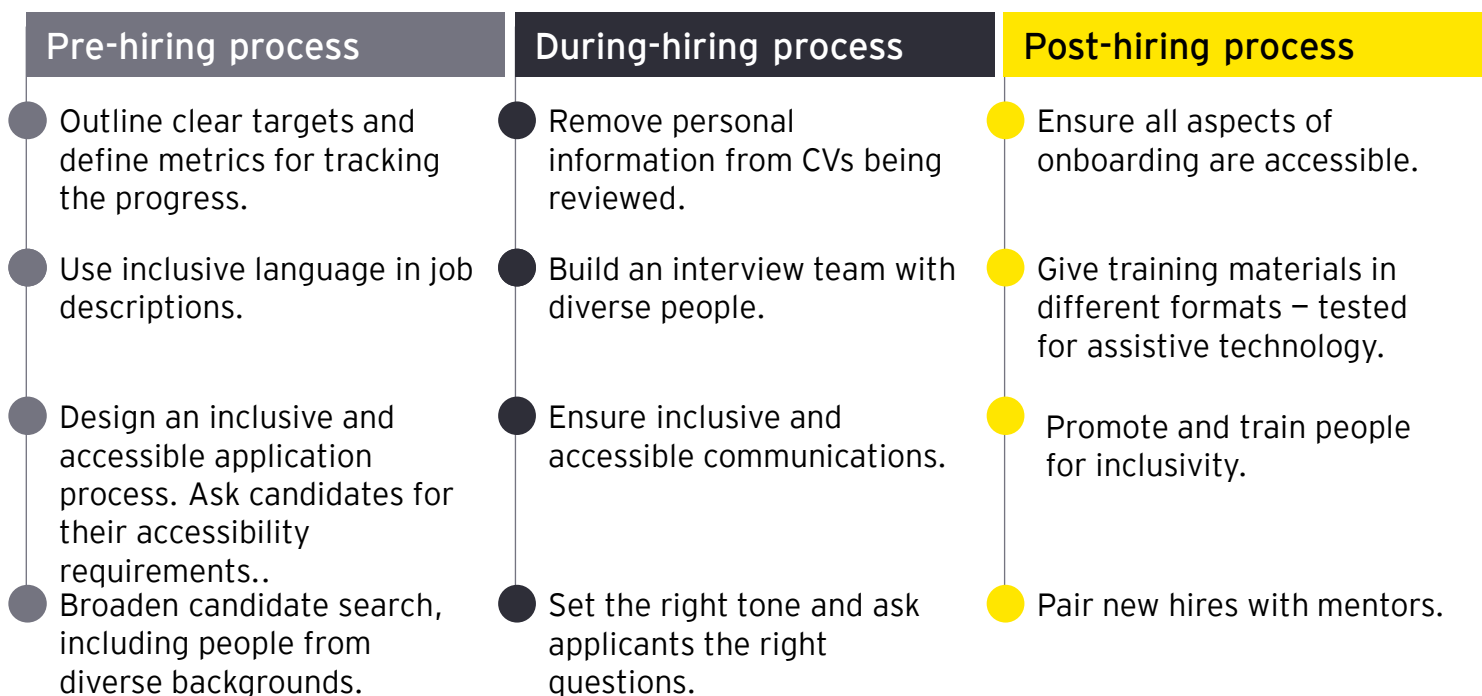 Pre-hiring process
Outline clear targets and
define metrics for tracking
the progress.
Use inclusive language in job
descriptions.
Design an inclusive and
accessible application
process. Ask candidates for
their accessibility
requirements..
Broaden candidate search,
including people from
diverse backgrounds.
During-hiring process
Remove personal
information from CVs being
reviewed.
Build an interview team with
diverse people.
Ensure inclusive and
accessible communications.
Set the right tone and ask
applicants the right
questions.
Post-hiring process
Ensure all aspects of
onboarding are accessible.
Give training materials in
different formats – tested
for assistive technology.
Promote and train people
for inclusivity.
Pair new hires with mentors.